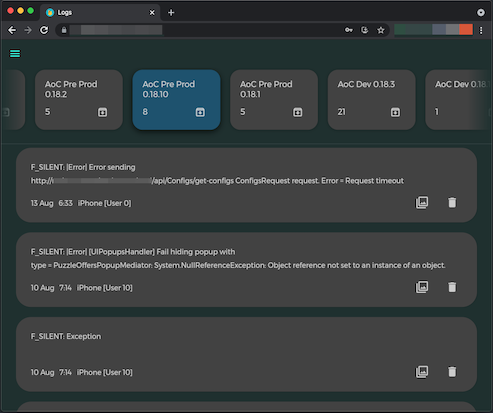 Logs
AoC Pre Prod
0.18.2
5
AoC Pre Prod
0.18.10
8
AoC Pre Prod
0.18.1
5
AoC Dev 0.18.3
21
AoC Dev 0.18.
1
F_SILENT: |Error| Error sending
http:// /api/Configs/get-configs ConfigsRequest request. Error = Request timeout
13 Aug 6:33 iPhone [User 0]
F_SILENT: |Error| [UIPopupsHandler] Fail hiding popup with
type = PuzzleOffersPopupMediator: System.NullReferenceException: Object reference not set to an instance of an object.
10 Aug 7:14 iPhone [User 10]
F_SILENT: Exception
10 Aug 7:14 iPhone [User 10]